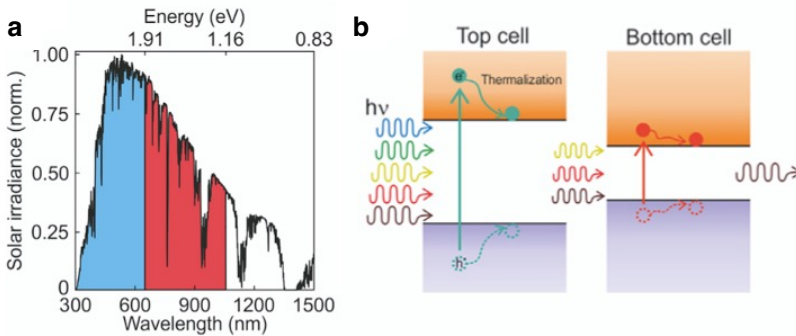 a
Energy (eV)
1.91 1.16 0.83
1.00
0.75
0.50
0.25
0
Solar irradiance (norm.)
300 600 900 1200 1500
Wavelength (nm)
b
Top cell
Bottom cell
e
Thermalization
hν
h